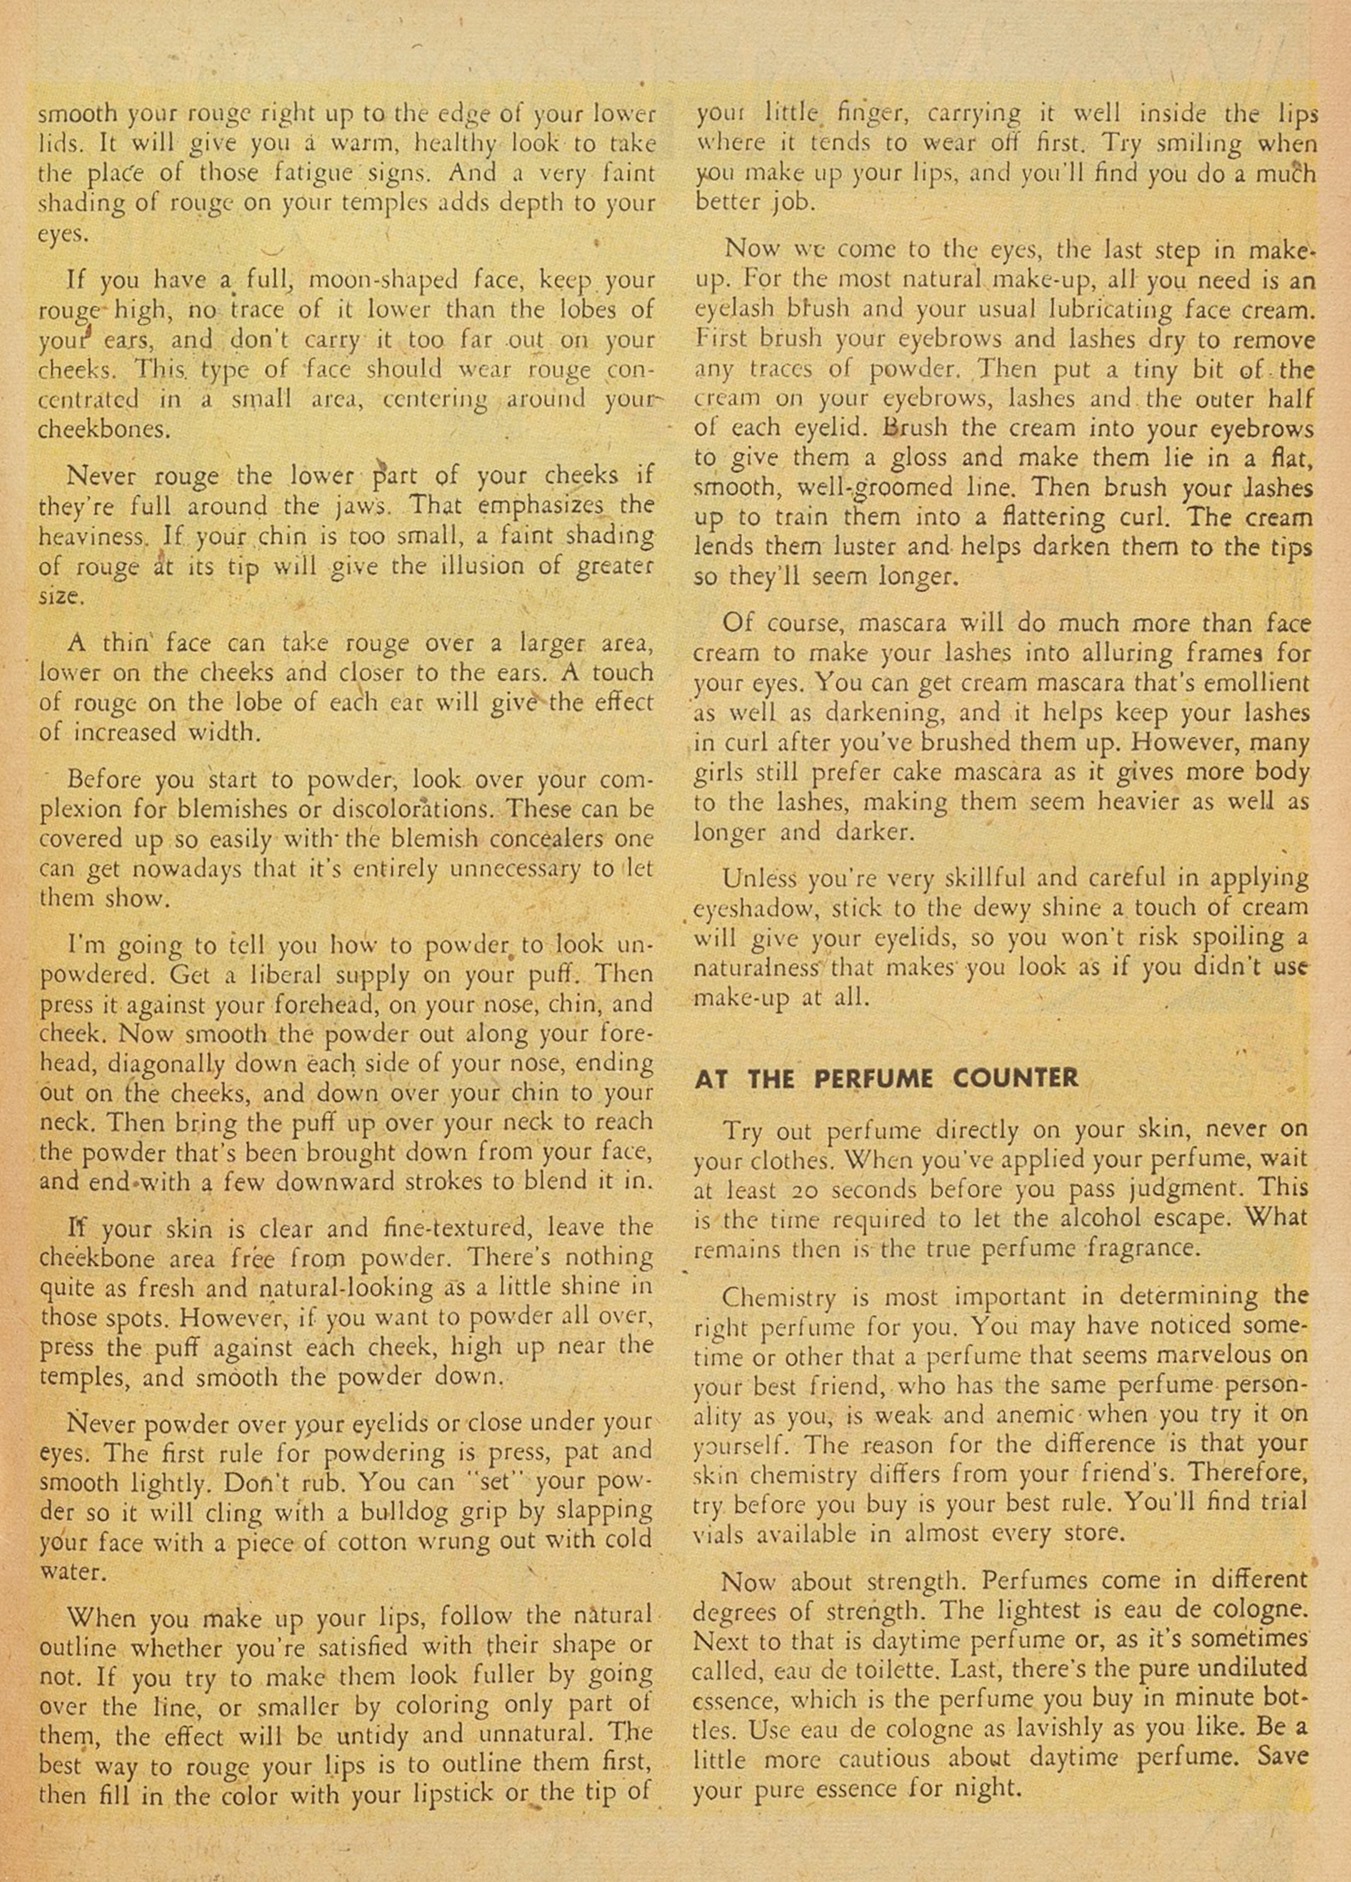 smooth your rouge right up to the edge of your lower
lids. It will give you a warm, healthy look to take
the place of those fatigue signs. And a very faint
shading of rouge on your temples adds depth to your
eyes.
If you have a full, moon-shaped face, keep your
rouge high, no trace of it lower than the lobes of
your ears, and don't carry it too far out on your
cheeks. This type of face should wear rouge con-
centrated in a small area, centering around your
cheekbones.
Never rouge the lower part of your cheeks if
they're full around the jaws. That emphasizes the
heaviness. If your chin is too small, a faint shading
of rouge at its tip will give the illusion of greater
size.
A thin face can take rouge over a larger area,
lower on the cheeks and closer to the ears. A touch
of rouge on the lobe of each ear will give the effect
of increased width.
Before you start to powder, look over your com-
plexion for blemishes or discolorations. These can be
covered up so easily with the blemish concealers one
can get nowadays that it's entirely unnecessary to let
them show.
I'm going to tell you how to powder to look un-
powdered. Get a liberal supply on your puff. Then
press it against your forehead, on your nose, chin, and
cheek. Now smooth the powder out along your fore-
head, diagonally down each side of your nose, ending
out on the cheeks, and down over your chin to your
neck. Then bring the puff up over your neck to reach
the powder that's been brought down from your face,
and end with a few downward strokes to blend it in.
If your skin is clear and fine-textured, leave the
cheekbone area free from powder. There's nothing
quite as fresh and natural-looking as a little shine in
those spots. However, if you want to powder all over,
press the puff against each cheek, high up near the
temples, and smooth the powder down.
Never powder over your eyelids or close under your
eyes. The first rule for powdering is press, pat and
smooth lightly. Don't rub. You can "set" your pow-
der so it will cling with a bulldog grip by slapping
your face with a piece of cotton wrung out with cold
water.
When you make up your lips, follow the natural
outline whether you're satisfied with their shape or
not. If you try to make them look fuller by going
over the line, or smaller by coloring only part of
them, the effect will be untidy and unnatural. The
best way to rouge your lips is to outline them first,
then fill in the color with your lipstick or the tip of
your little finger, carrying it well inside the lips
where it tends to wear off first. Try smiling when
you make up your lips, and you'll find you do a much
better job.
Now we come to the eyes, the last step in make-
up. For the most natural make-up, all you need is an
eyelash brush and your usual lubricating face cream.
First brush your eyebrows and lashes dry to remove
any traces of powder. Then put a tiny bit of the
cream on your eyebrows, lashes and the outer half
of each eyelid. Brush the cream into your eyebrows
to give them a gloss and make them lie in a flat,
smooth, well-groomed line. Then brush your lashes
up to train them into a flattering curl. The cream
lends them luster and helps darken them to the tips
so they'll seem longer.
Of course, mascara will do much more than face
cream to make your lashes into alluring frames for
your eyes. You can get cream mascara that's emollient
as well as darkening, and it helps keep your lashes
in curl after you've brushed them up. However, many
girls still prefer cake mascara as it gives more body
to the lashes, making them seem heavier as well as
longer and darker.
Unless you're very skillful and careful in applying
eyeshadow, stick to the dewy shine a touch of cream
will give your eyelids, so you won't risk spoiling a
naturalness that makes you look as if you didn't use
make-up at all.
AT THE PERFUME COUNTER
Try out perfume directly on your skin, never on
your clothes. When you've applied your perfume, wait
at least 20 seconds before you pass judgment. This
is the time required to let the alcohol escape. What
remains then is the true perfume fragrance.
Chemistry is most important in determining the
right perfume for you. You may have noticed some-
time or other that a perfume that seems marvelous on
your best friend, who has the same perfume person-
ality as you, is weak and anemic when you try it on
yourself. The reason for the difference is that your
skin chemistry differs from your friend's. Therefore,
try before you buy is your best rule. You'll find trial
vials available in almost every store.
Now about strength. Perfumes come in different
degrees of strength. The lightest is eau de cologne.
Next to that is daytime perfume or, as it's sometimes
called, eau de toilette. Last, there's the pure undiluted
essence, which is the perfume you buy in minute bot-
tles. Use eau de cologne as lavishly as you like. Be a
little more cautious about daytime perfume. Save
your pure essence for night.